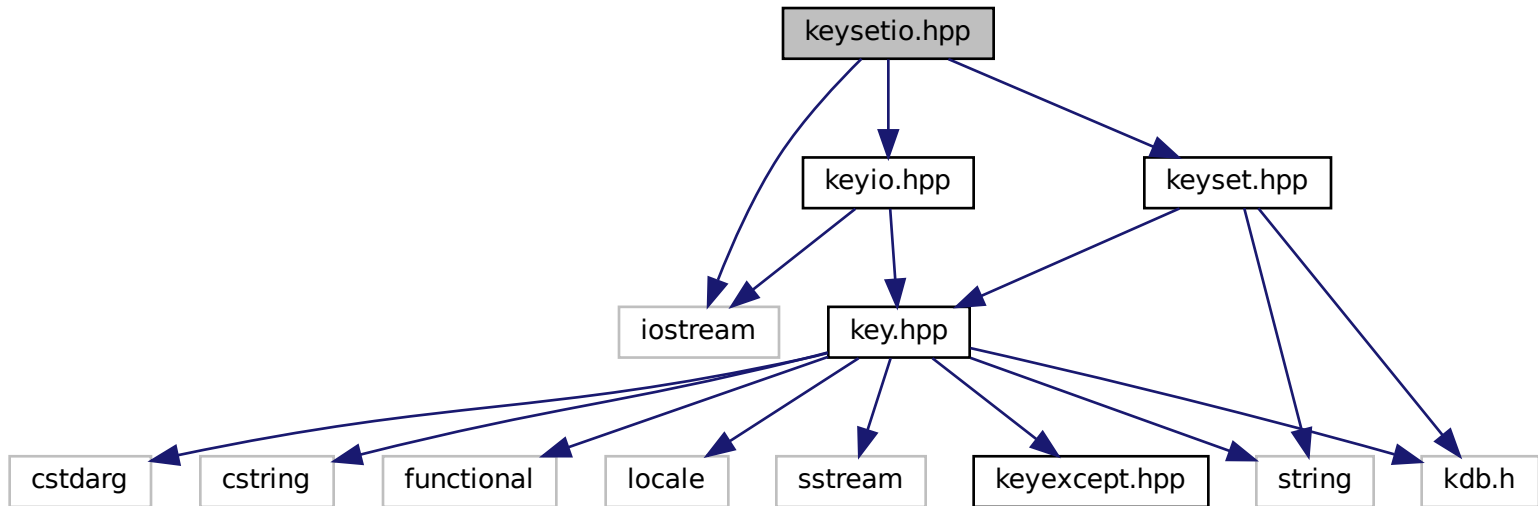 keysetio.hpp
keyio.hpp
keyset.hpp
iostream
key.hpp
cstdarg
cstring
functional
locale
sstream
keyexcept.hpp
string
kdb.h